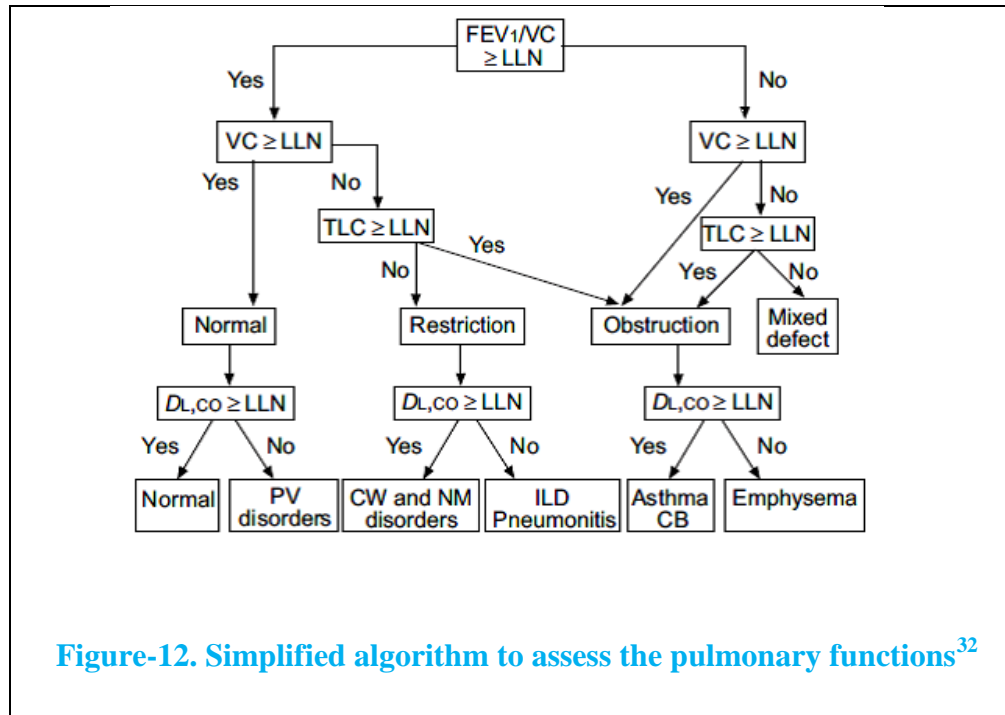 FEV1/VC
≥ LLN
Yes
No
VC ≥ LLN
VC ≥ LLN
Yes
No
Yes
No
TLC ≥ LLN
TLC ≥ LLN
Yes
No
Yes
No
Normal
Restriction
Obstruction
Mixed
defect
DL,CO ≥ LLN
DL,CO ≥ LLN
DL,CO ≥ LLN
Yes
No
Yes
No
Yes
No
Normal
PV
disorders
CW and NM
disorders
ILD
Pneumonitis
Asthma
CB
Emphysema
Figure-12. Simplified algorithm to assess the pulmonary functions32